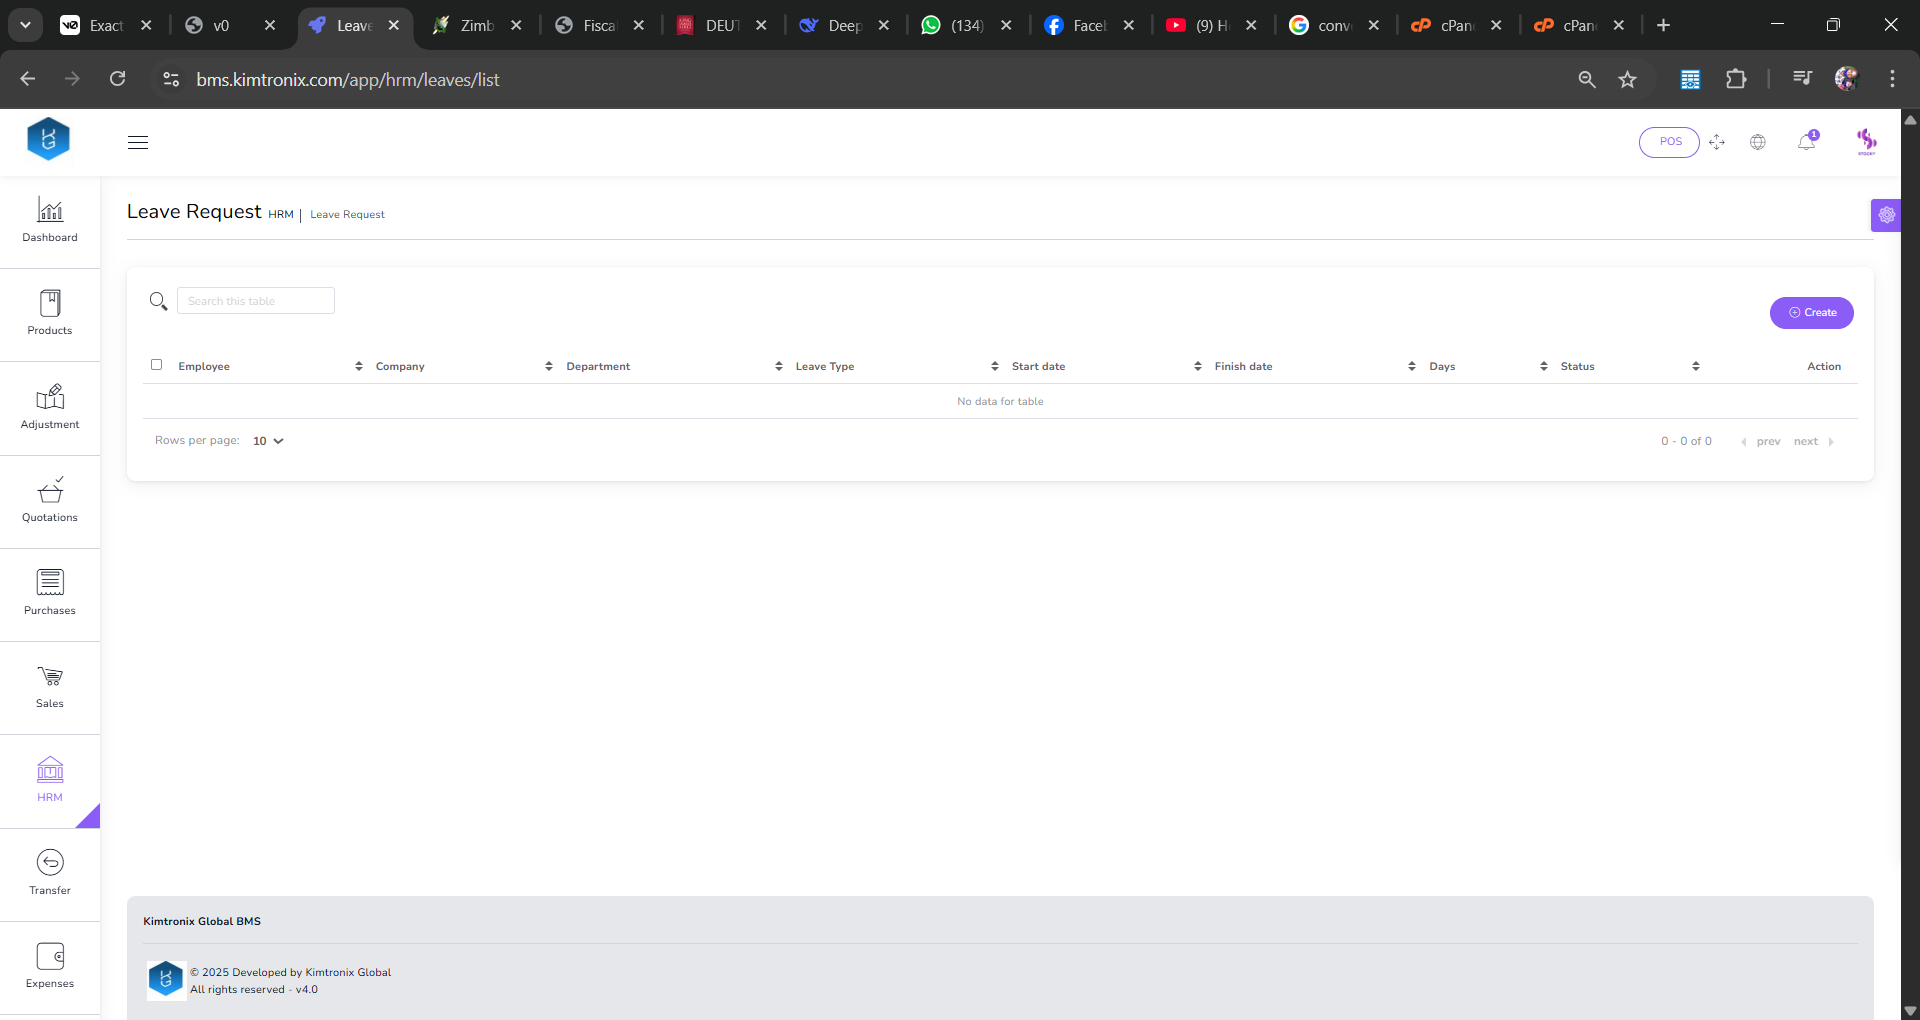 Exact
v0
Leave
Zimb
Fisca
DEUT
Deep
(134)
Face
(9) H
conv
cPan
cPan
bms.kimtronix.com/app/hrm/leaves/list
POS
1
Leave Request HRM | Leave Request
Dashboard
Products
Adjustment
Quotations
Purchases
Sales
HRM
Transfer
Expenses
Search this table
Create
Employee Company Department Leave Type Start date Finish date Days Status Action
No data for table
Rows per page: 10
0 - 0 of 0 prev next
Kimtronix Global BMS
© 2025 Developed by Kimtronix Global
All rights reserved - v4.0